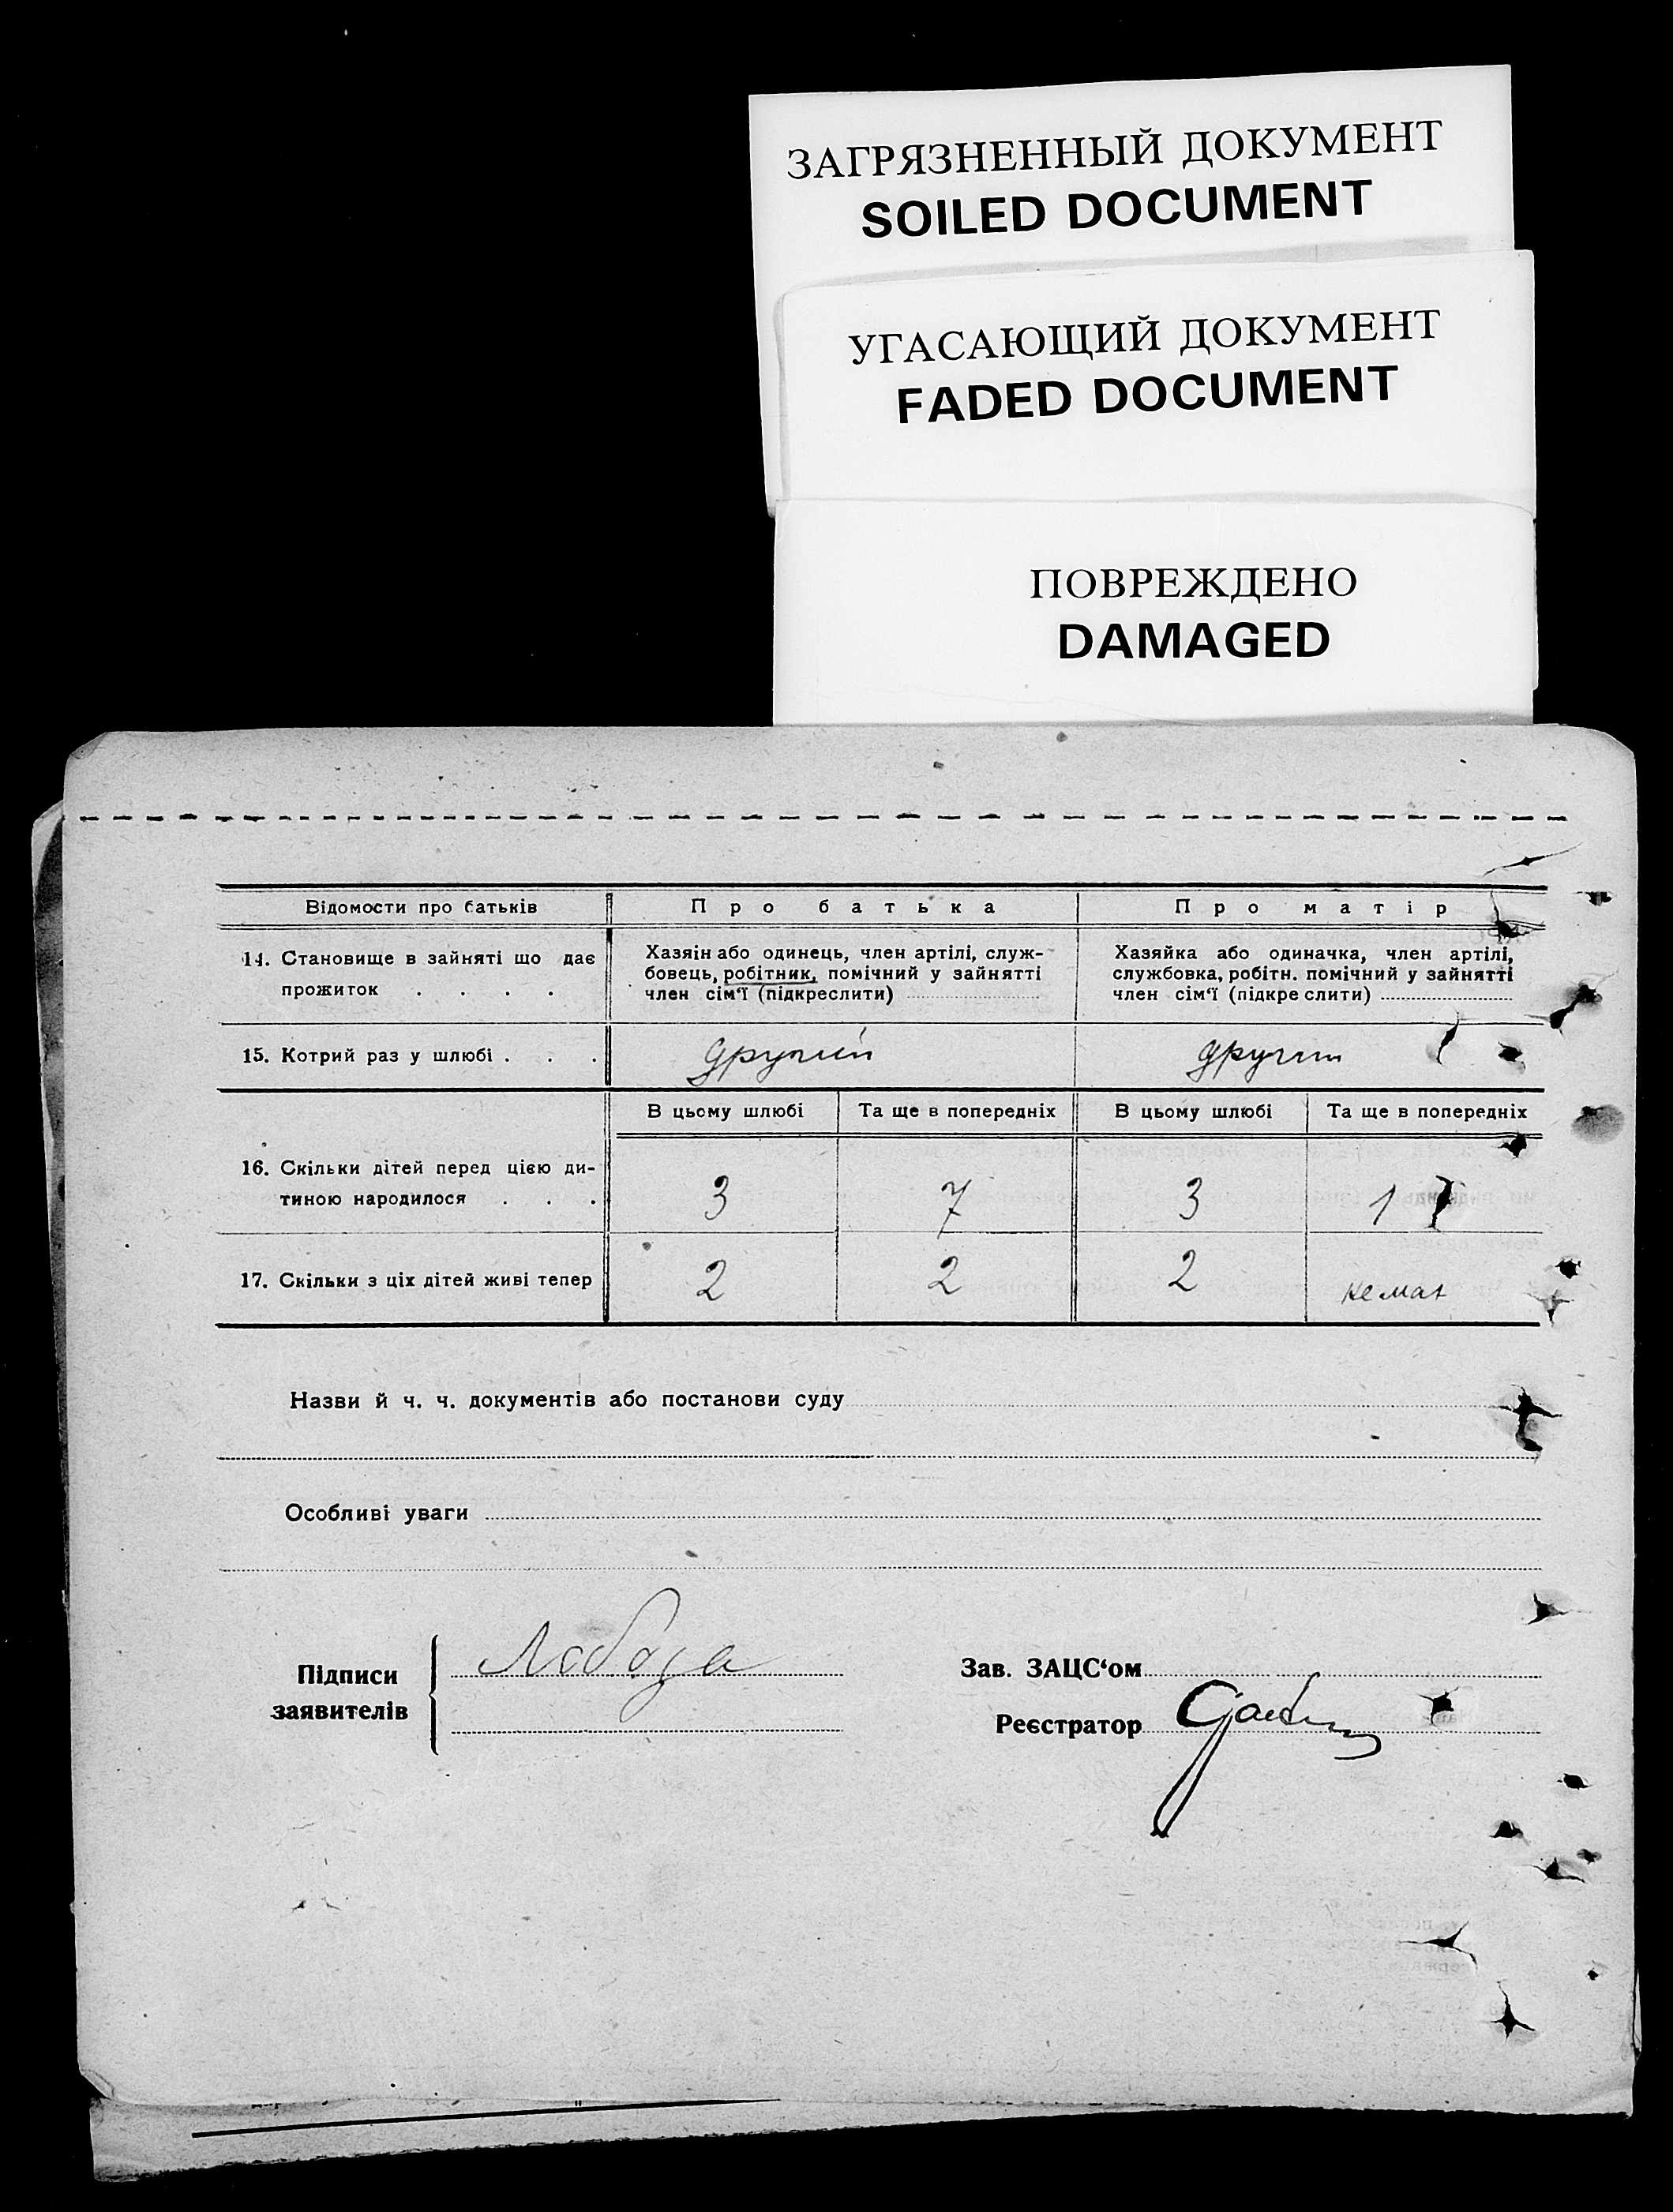 ЗАГРЯЗНЕННЫЙ ДОКУМЕНТ
SOILED DOCUMENT
УГАСАЮЩИЙ ДОКУМЕНТ
FADED DOCUMENT
ПОВРЕЖДЕНО
DAMAGED
Відомости про батьків
Про батька
Про матір
14. Становище в зайняті що дає
прожиток . . . .
Хазяін або одинець, член артілі, служ-
бовець, робітник, помічний у зайнятті
член сім‘ї (підкреслити)
Хазяйка або одиначка, член артілі,
службовка, робітн. помічний у зайнятті
член сім‘ї (підкре слити)
15. Котрий раз у шлюбі . . .
другий
другий
В цьому шлюбі
Та ще в попередніх
В цьому шлюбі
Та ще в попередніх
16. Скільки дітей перед цією ди-
тиною народилося . . .
3
7
3
1
17. Скільки з ціх дітей живі тепер
2
2
2
немає
Назви й ч. ч. документів або постанови суду
Особливі уваги
Підписи
заявителів
Лобода
Зав. ЗАЦС‘ом
Реєстратор